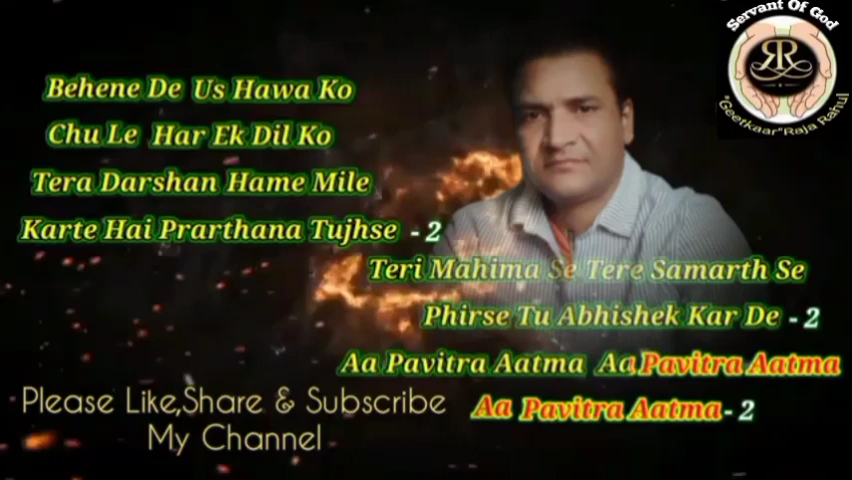 Servant Of God
RR
"Geetkaar"Raja Rahul
Behene De Us Hawa Ko
Chu Le Har Ek Dil Ko
Tera Darshan Hame Mile
Karte Hai Prarthana Tujhse - 2
Teri Mahima Se Tere Samarth Se
Phirse Tu Abhishek Kar De - 2
Aa Pavitra Aatma Aa Pavitra Aatma
Aa Pavitra Aatma - 2
Please Like,Share & Subscribe
My Channel